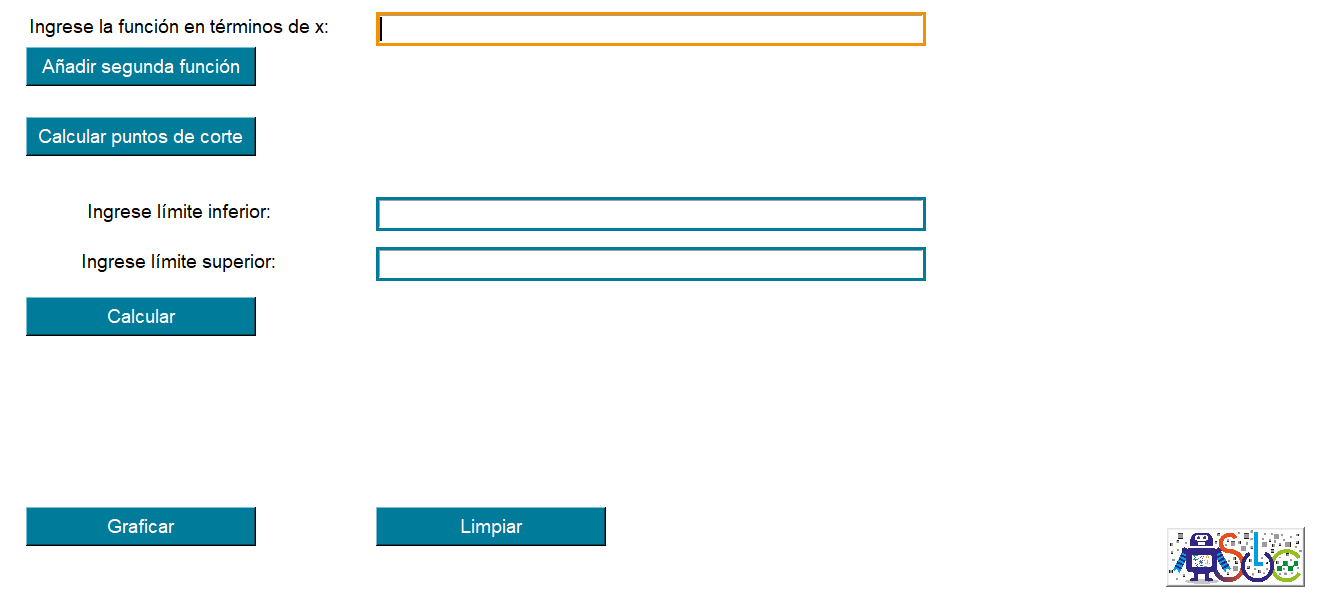 Ingrese la función en términos de x:
Añadir segunda función
Calcular puntos de corte
Ingrese límite inferior:
Ingrese límite superior:
Calcular
Graficar
Limpiar
SLC